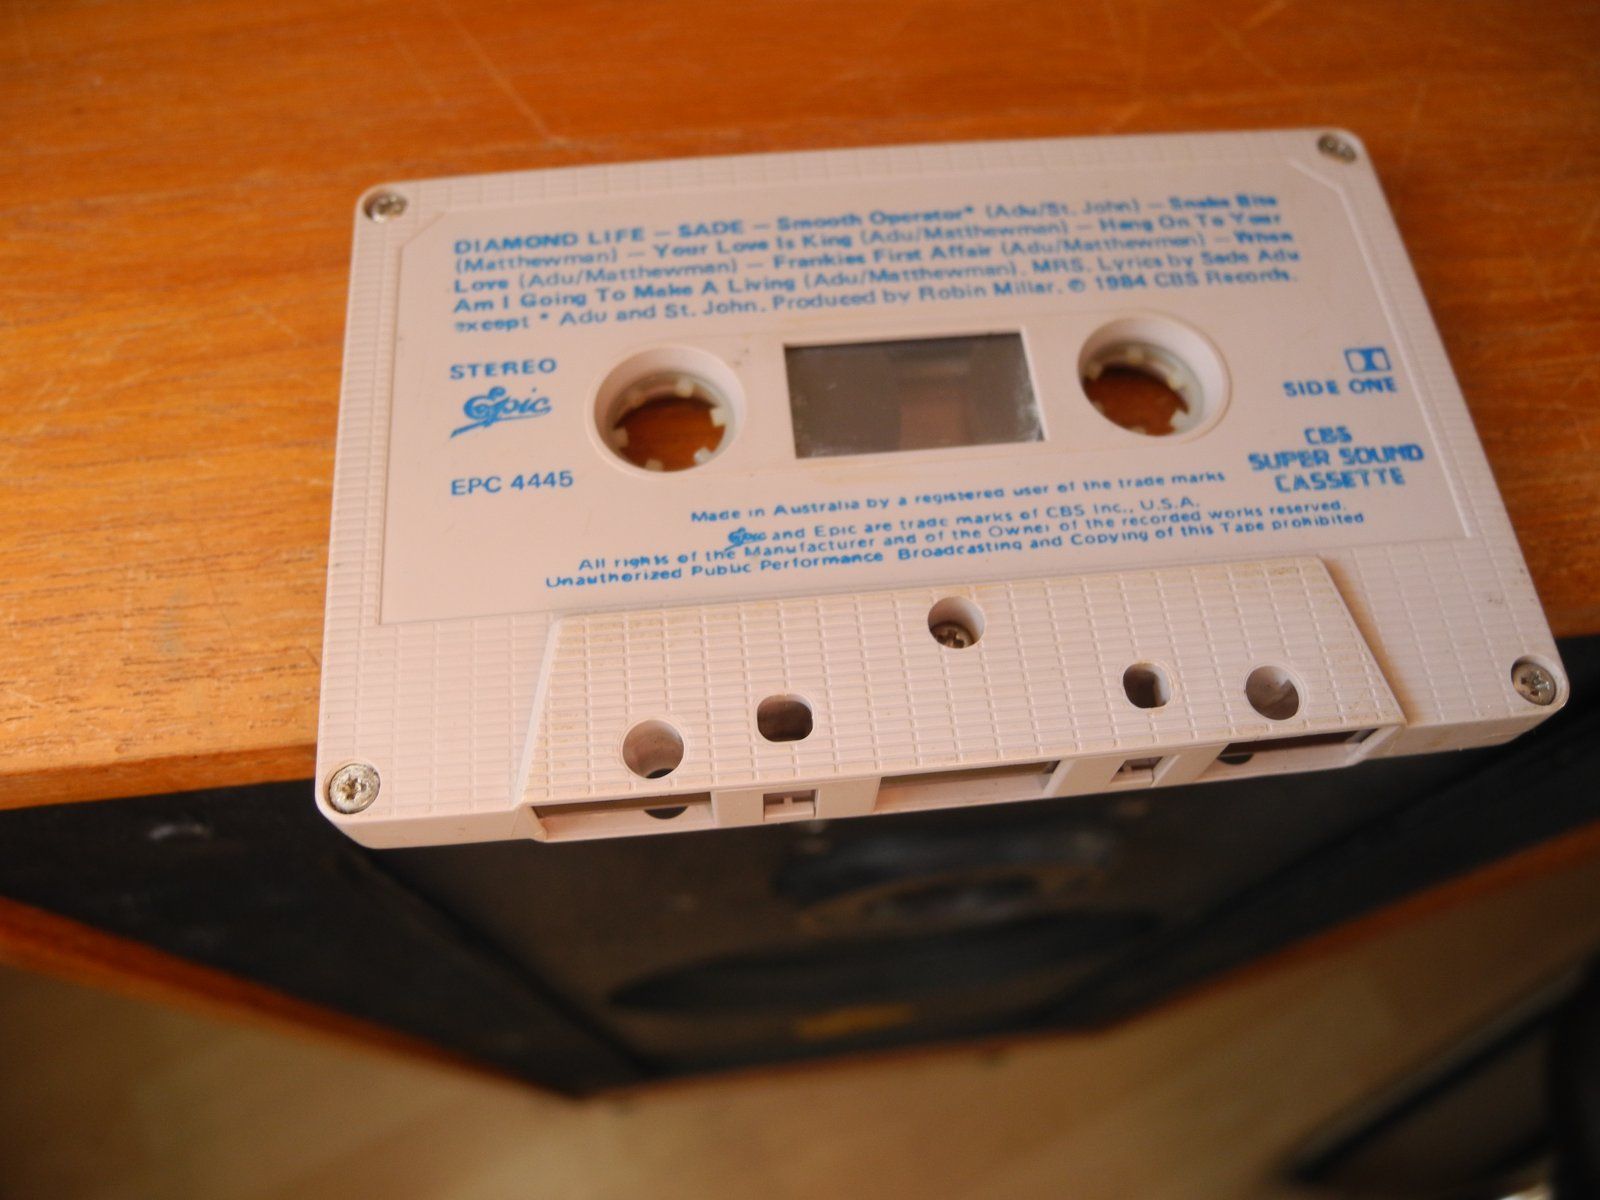 DIAMOND LIFE – SADE – Smooth Operator* (Adu/St. John) – Snake Bite
(Matthewman) – Your Love Is King (Adu/Matthewman) – Hang On To Your
Love (Adu/Matthewman) – Frankies First Affair (Adu/Matthewman) – When
Am I Going To Make A Living (Adu/Matthewman), MRS. Lyrics by Sade Adu
except * Adu and St. John. Produced by Robin Millar. ℗ 1984 CBS Records.
STEREO
Epic
EPC 4445
SIDE ONE
CBS
SUPER SOUND
CASSETTE
Made in Australia by a registered user of the trade marks
Epic and Epic are trade marks of CBS Inc., U.S.A.
All rights of the Manufacturer and of the Owner of the recorded works reserved.
Unauthorized Public Performance Broadcasting and Copying of this Tape prohibited